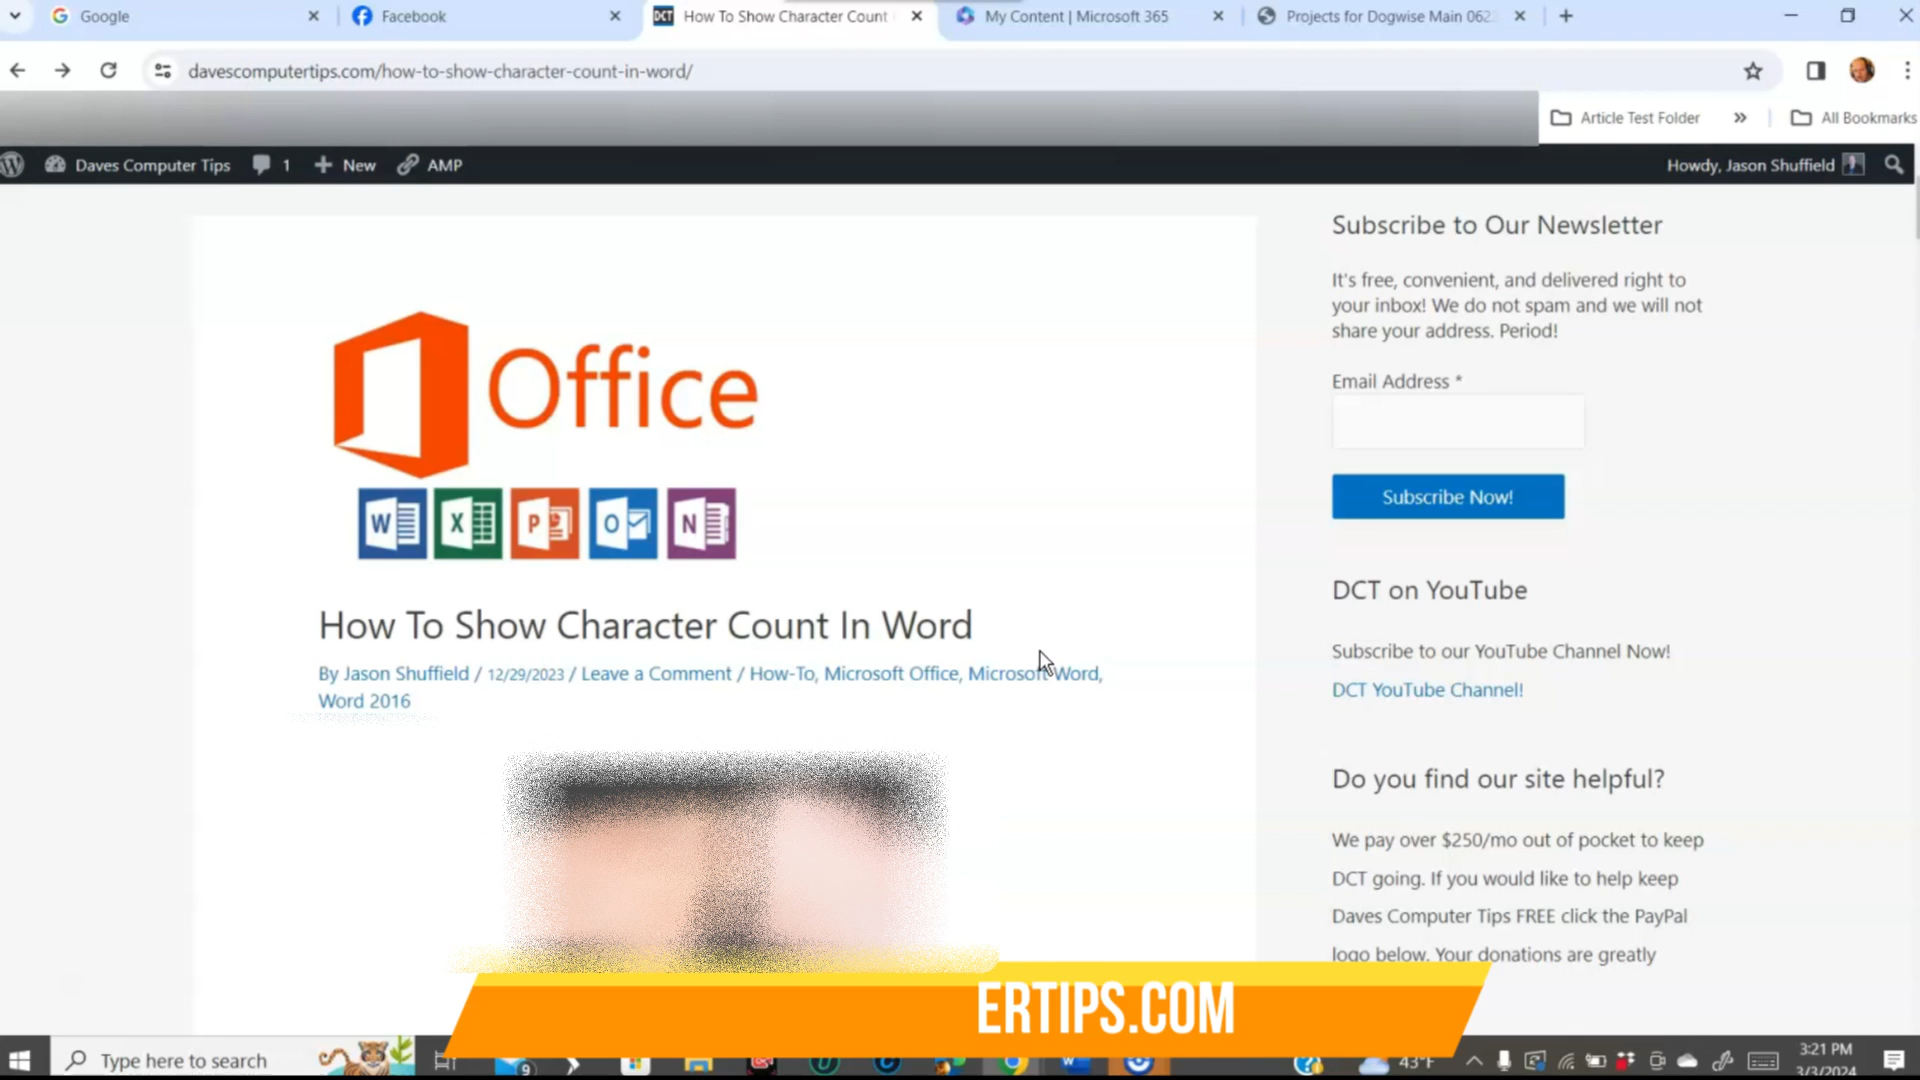 Google
Facebook
How To Show Character Count
My Content | Microsoft 365
Projects for Dogwise Main 062
davescomputertips.com/how-to-show-character-count-in-word/
Article Test Folder
All Bookmarks
Daves Computer Tips
1
New
AMP
Howdy, Jason Shuffield
Office
W
X
P
O
N
How To Show Character Count In Word
By Jason Shuffield / 12/29/2023 / Leave a Comment / How-To, Microsoft Office, Microsoft Word,
Word 2016
Subscribe to Our Newsletter
It's free, convenient, and delivered right to
your inbox! We do not spam and we will not
share your address. Period!
Email Address *
Subscribe Now!
DCT on YouTube
Subscribe to our YouTube Channel Now!
DCT YouTube Channel!
Do you find our site helpful?
We pay over $250/mo out of pocket to keep
DCT going. If you would like to help keep
Daves Computer Tips FREE click the PayPal
logo below. Your donations are greatly
ERTIPS.COM
Type here to search
9
43°F
3:21 PM
3/3/2024